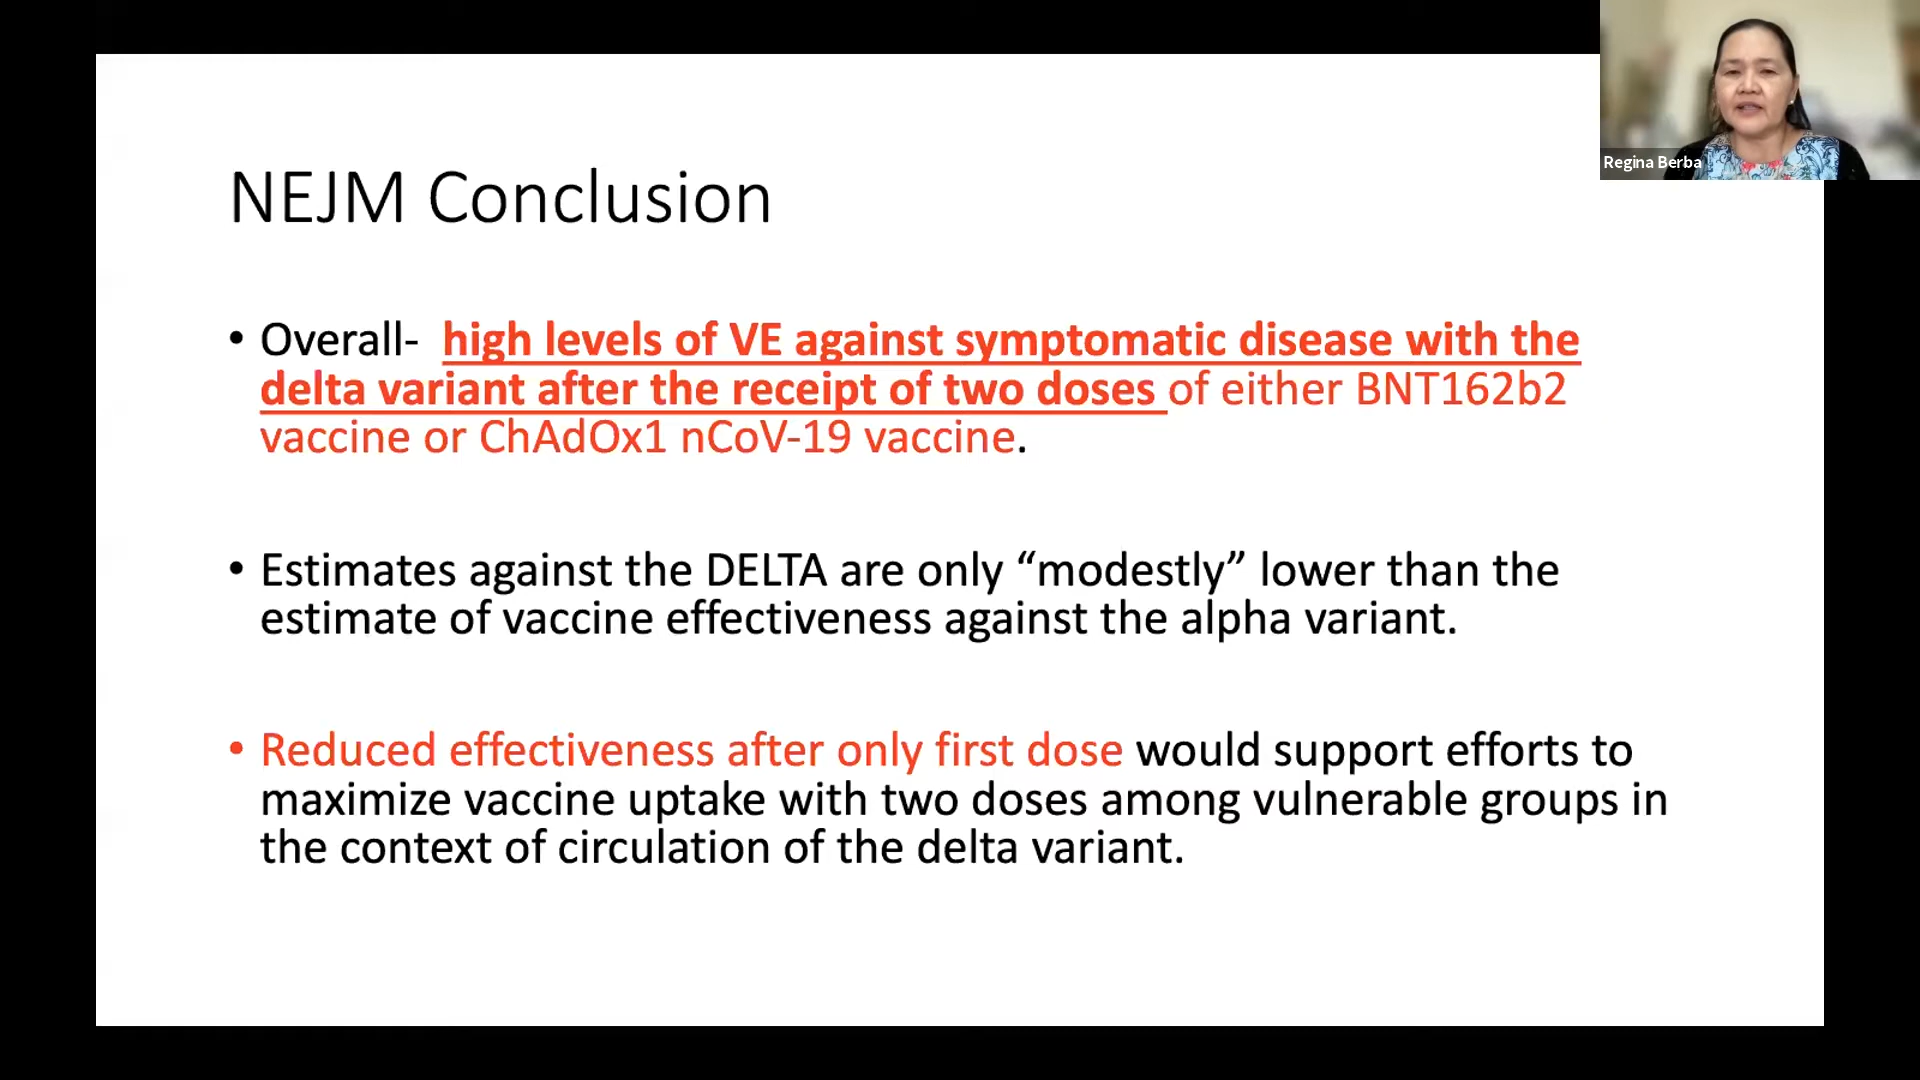 Regina Berba
NEJM Conclusion
• Overall- high levels of VE against symptomatic disease with the
delta variant after the receipt of two doses of either BNT162b2
vaccine or ChAdOx1 nCoV-19 vaccine.
• Estimates against the DELTA are only “modestly” lower than the
estimate of vaccine effectiveness against the alpha variant.
• Reduced effectiveness after only first dose would support efforts to
maximize vaccine uptake with two doses among vulnerable groups in
the context of circulation of the delta variant.